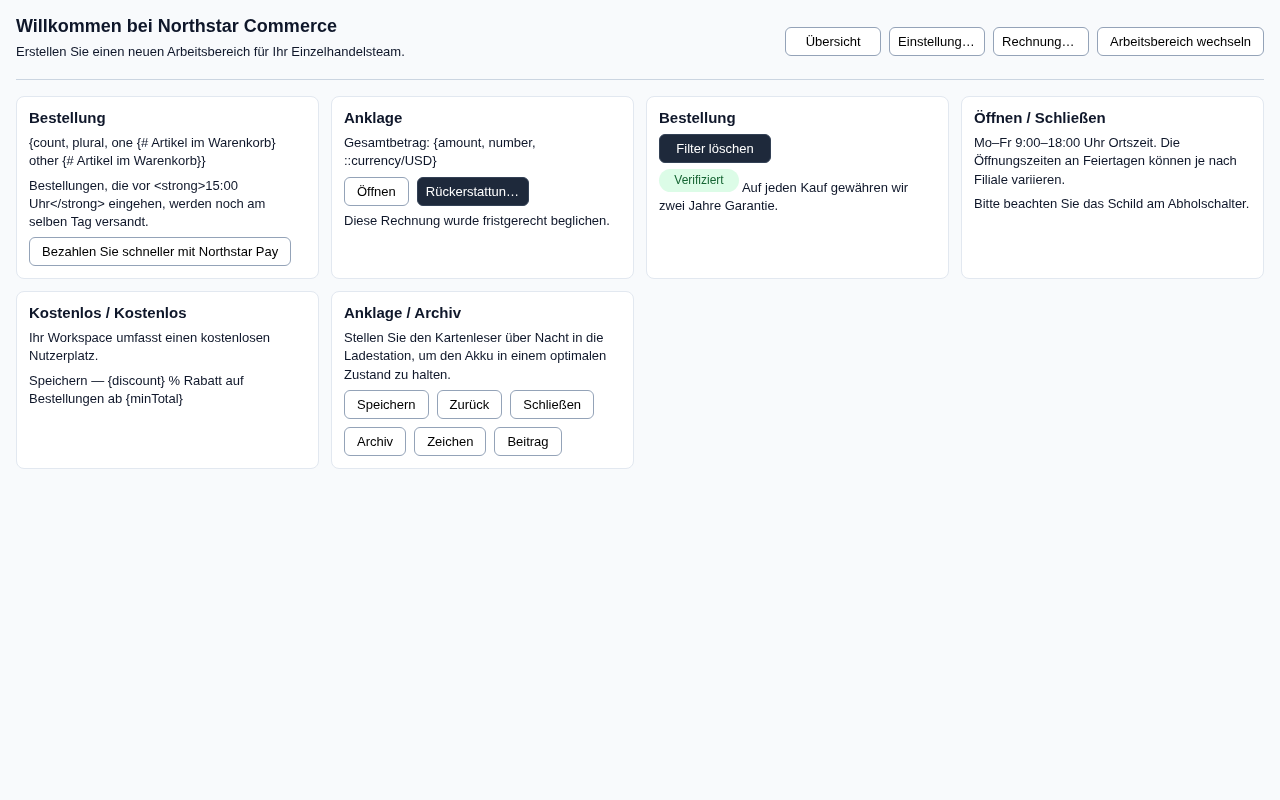 Willkommen bei Northstar Commerce
Erstellen Sie einen neuen Arbeitsbereich für Ihr Einzelhandelsteam.
Übersicht
Einstellung…
Rechnung…
Arbeitsbereich wechseln
Bestellung
{count, plural, one {# Artikel im Warenkorb}
other {# Artikel im Warenkorb}}
Bestellungen, die vor <strong>15:00
Uhr</strong> eingehen, werden noch am
selben Tag versandt.
Bezahlen Sie schneller mit Northstar Pay
Anklage
Gesamtbetrag: {amount, number,
::currency/USD}
Öffnen
Rückerstattun…
Diese Rechnung wurde fristgerecht beglichen.
Bestellung
Filter löschen
Verifiziert Auf jeden Kauf gewähren wir
zwei Jahre Garantie.
Öffnen / Schließen
Mo–Fr 9:00–18:00 Uhr Ortszeit. Die
Öffnungszeiten an Feiertagen können je nach
Filiale variieren.
Bitte beachten Sie das Schild am Abholschalter.
Kostenlos / Kostenlos
Ihr Workspace umfasst einen kostenlosen
Nutzerplatz.
Speichern — {discount} % Rabatt auf
Bestellungen ab {minTotal}
Anklage / Archiv
Stellen Sie den Kartenleser über Nacht in die
Ladestation, um den Akku in einem optimalen
Zustand zu halten.
Speichern
Zurück
Schließen
Archiv
Zeichen
Beitrag